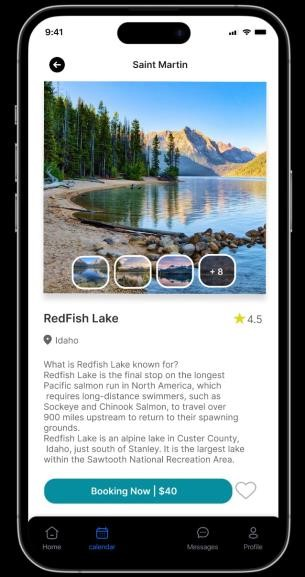 9:41
Saint Martin
+ 8
RedFish Lake
4.5
Idaho
What is Redfish Lake known for?
Redfish Lake is the final stop on the longest
Pacific salmon run in North America, which
requires long-distance swimmers, such as
Sockeye and Chinook Salmon, to travel over
900 miles upstream to return to their spawning
grounds.
Redfish Lake is an alpine lake in Custer County,
Idaho, just south of Stanley. It is the largest lake
within the Sawtooth National Recreation Area.
Booking Now | $40
Home
calendar
Messages
Profile